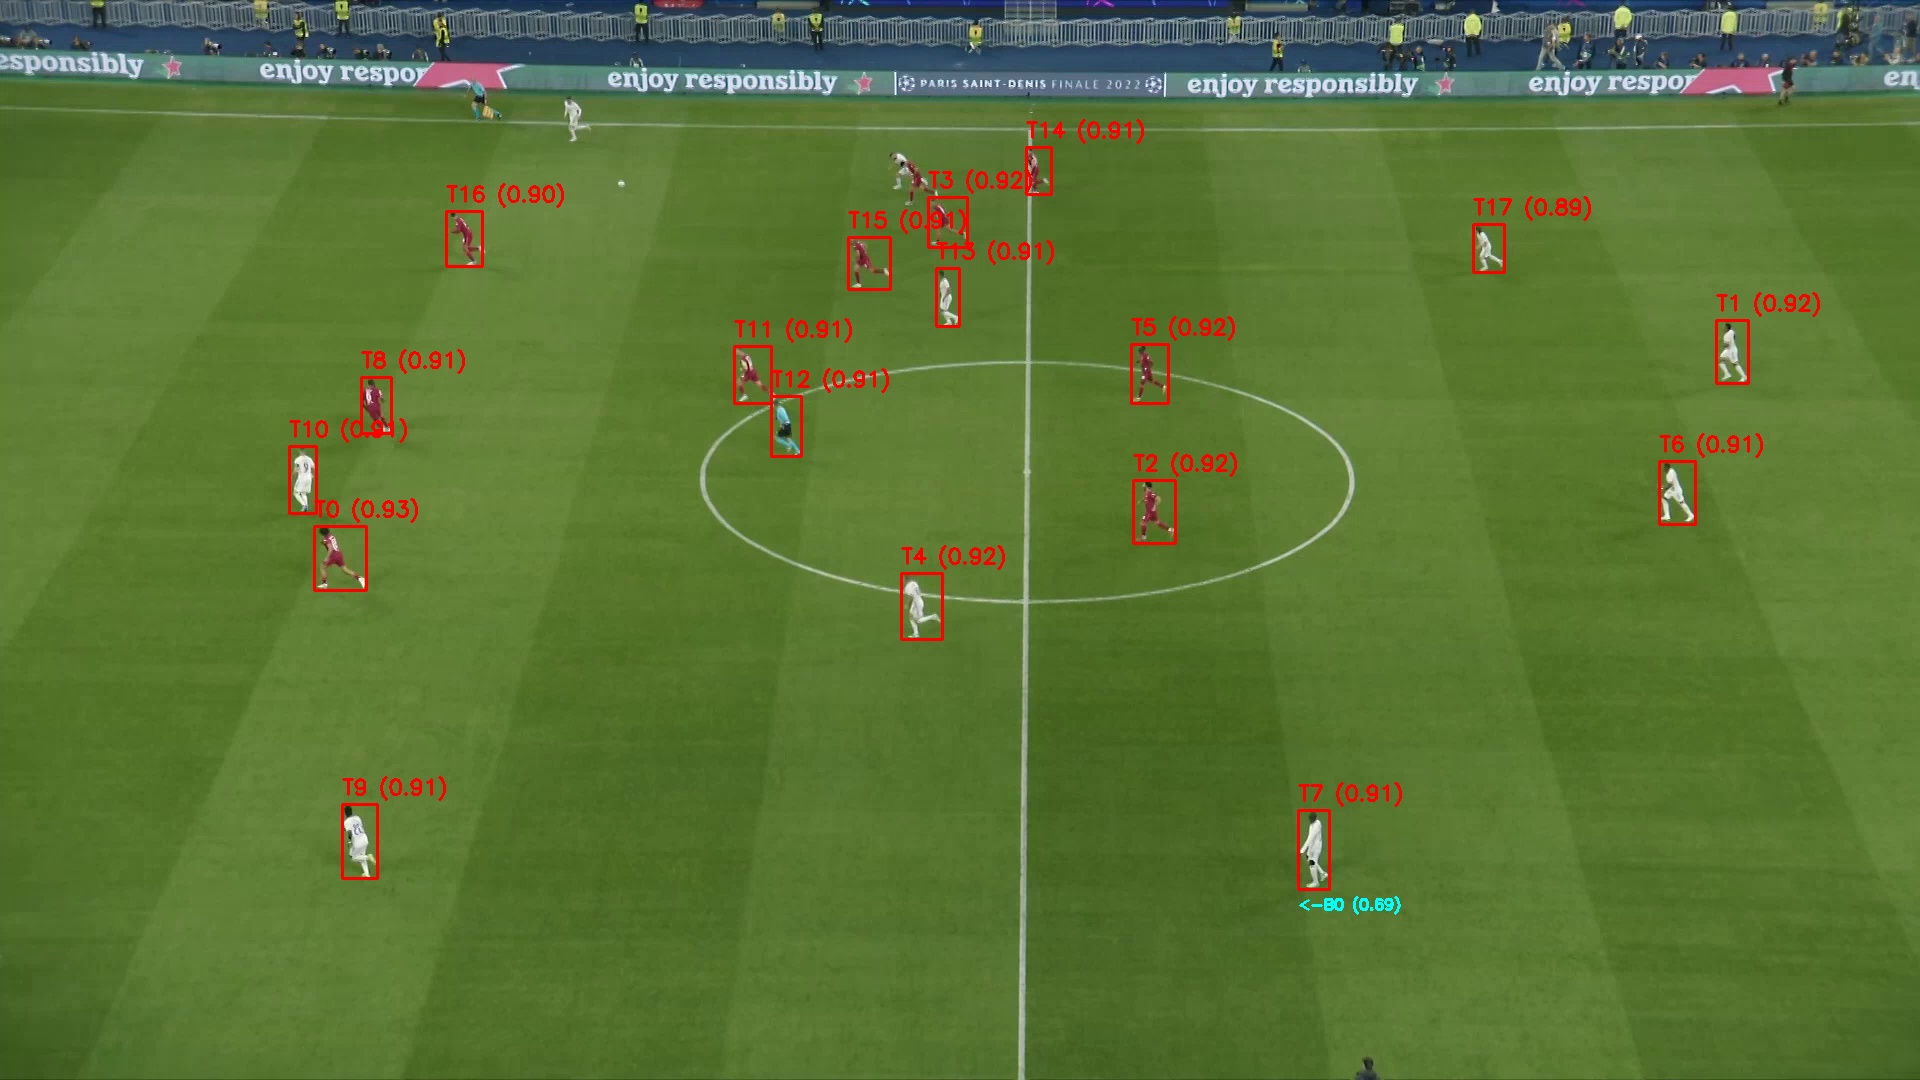 esponsibly
enjoy respor
enjoy responsibly
PARIS SAINT-DENIS FINALE 2022
enjoy responsibly
enjoy respo
en
T14 (0.91)
T3 (0.92)
T16 (0.90)
T17 (0.89)
T15 (0.91)
T13 (0.91)
T1 (0.92)
T11 (0.91)
T5 (0.92)
T8 (0.91)
T12 (0.91)
T10 (0.91)
T6 (0.91)
T2 (0.92)
T0 (0.93)
T4 (0.92)
T9 (0.91)
T7 (0.91)
<-B0 (0.69)